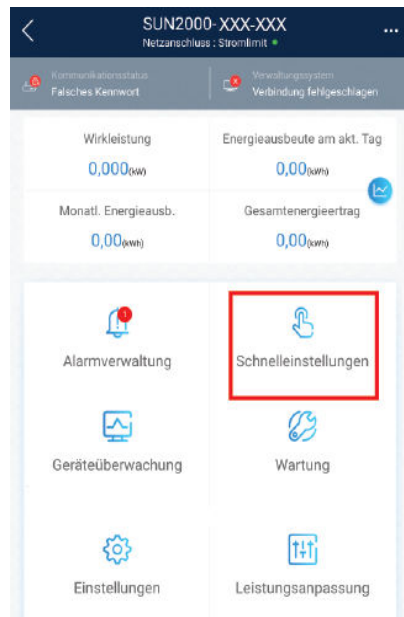 SUN2000-XXX-XXX
Netzanschluss : Stromlimit
Kommunikationsstatus Verwaltungssystem
Falsches Kennwort Verbindung fehlgeschlagen
Wirkleistung Energieausbeute am akt. Tag
0,000(kW) 0,00(kWh)
Monatl. Energieausb. Gesamtenergieertrag
0,00(kWh) 0,00(kWh)
1
Alarmverwaltung Schnelleinstellungen
Geräteüberwachung Wartung
Einstellungen Leistungsanpassung